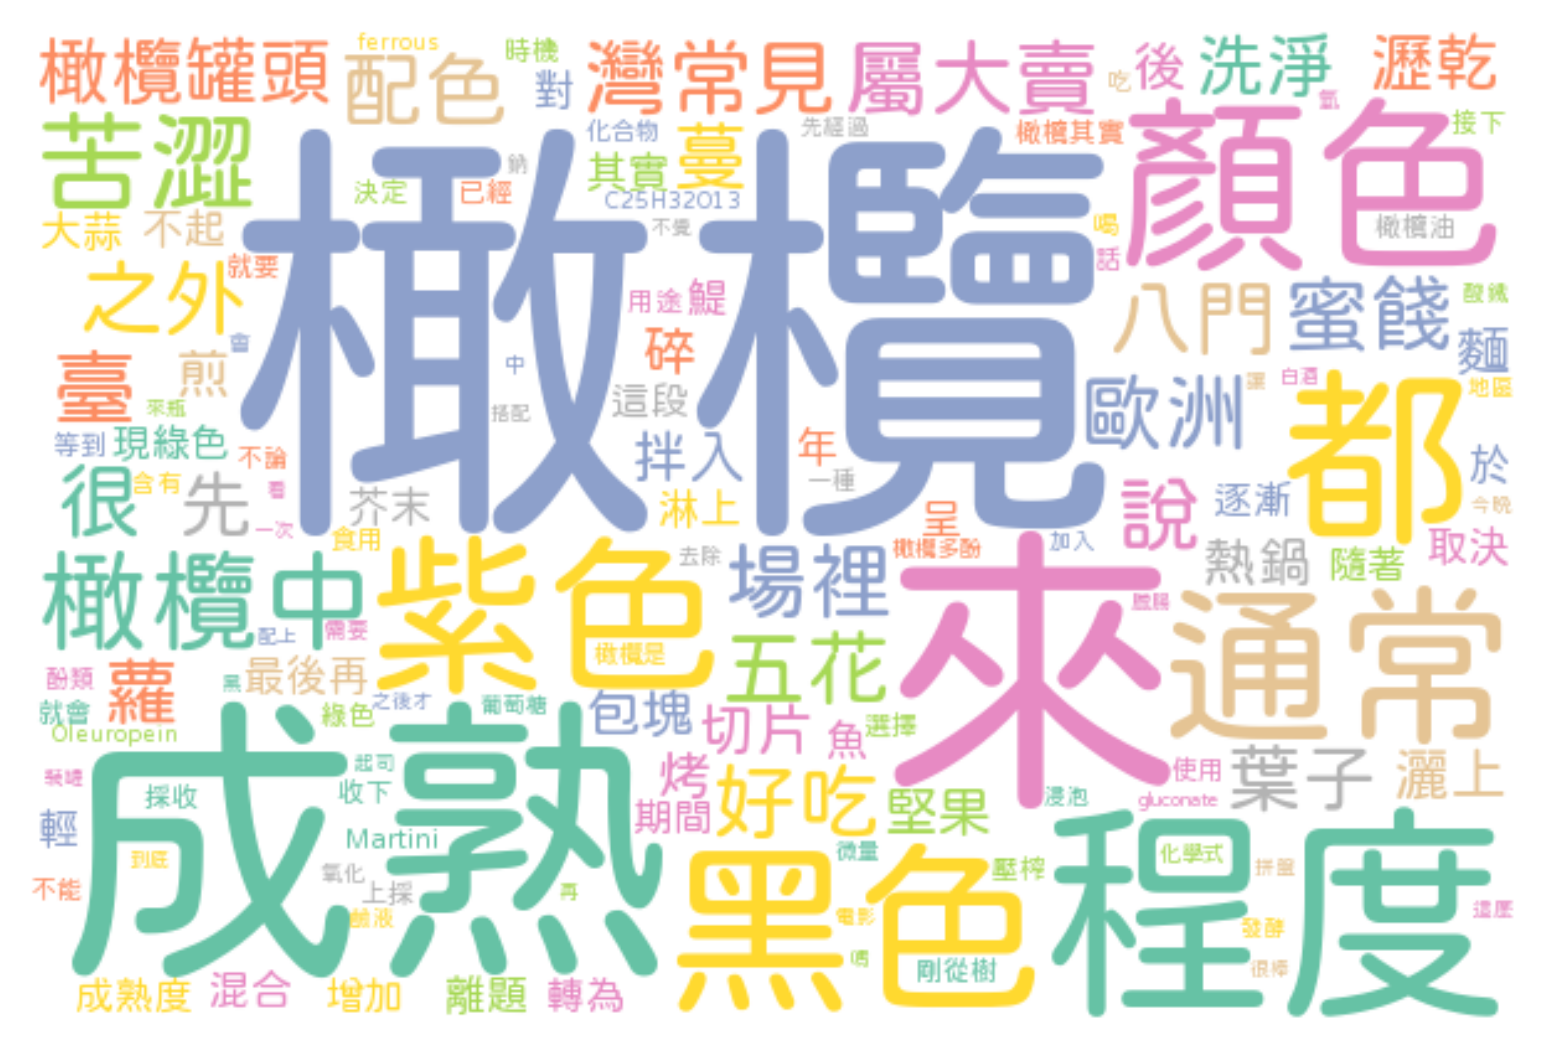 橄欖罐頭
ferrous
配色
時機
對
灣常見
屬大賣
吃
後
洗淨
氫
瀝乾
苦澀
化合物
其實
蔓
先經過
橄欖其實
顏色
接下
決定
已經
鈉
C25H32O13
不覺
橄欖
大蒜
不起
喝
話
橄欖油
之外
就要
用途
鯷
八門
蜜餞
會
臺
煎
碎
中
這段
搭配
歐洲
讓
白酒
麵
地區
來瓶
等到
現綠色
不論
拌入
年
一種
都
於
很
含有
先
看
一次
芥末
淋上
呈
說
逐漸
今晚
食用
橄欖多酚
加入
熱鍋
隨著
取決
橄欖中
紫色
去除
場裡
來
配上
需要
橄欖是
五花
通常
酚類
蘿
黑
最後再
之後才
葡萄糖
包塊
切片
魚
選擇
就會
綠色
Oleuropein
起司
烤
使用
葉子
灑上
成熟
採收
收下
期間
好吃
堅果
浸泡
gluconate
輕
Martini
程度
化學式
到底
微量
不能
氧化
上採
黑色
壓榨
拼盤
鹼液
再
電影
嗎
剛從樹
發酵
很棒
這麼
成熟度
混合
增加
離題
轉為